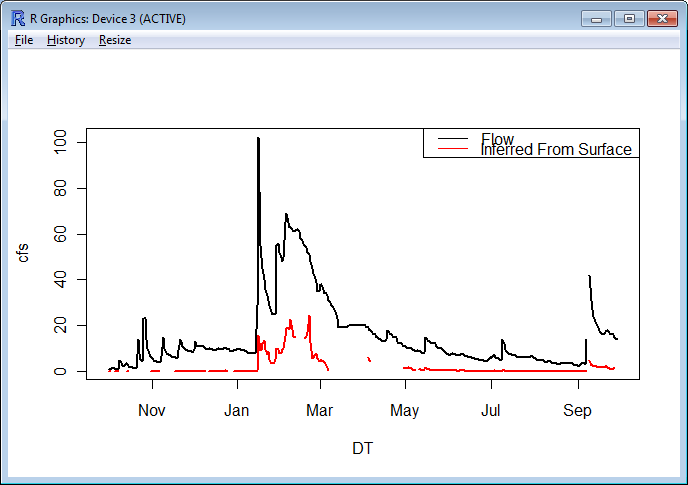 R Graphics: Device 3 (ACTIVE)
File History Resize
Flow
Inferred From Surface
100
80
60
40
20
0
cfs
Nov Jan Mar May Jul Sep
DT